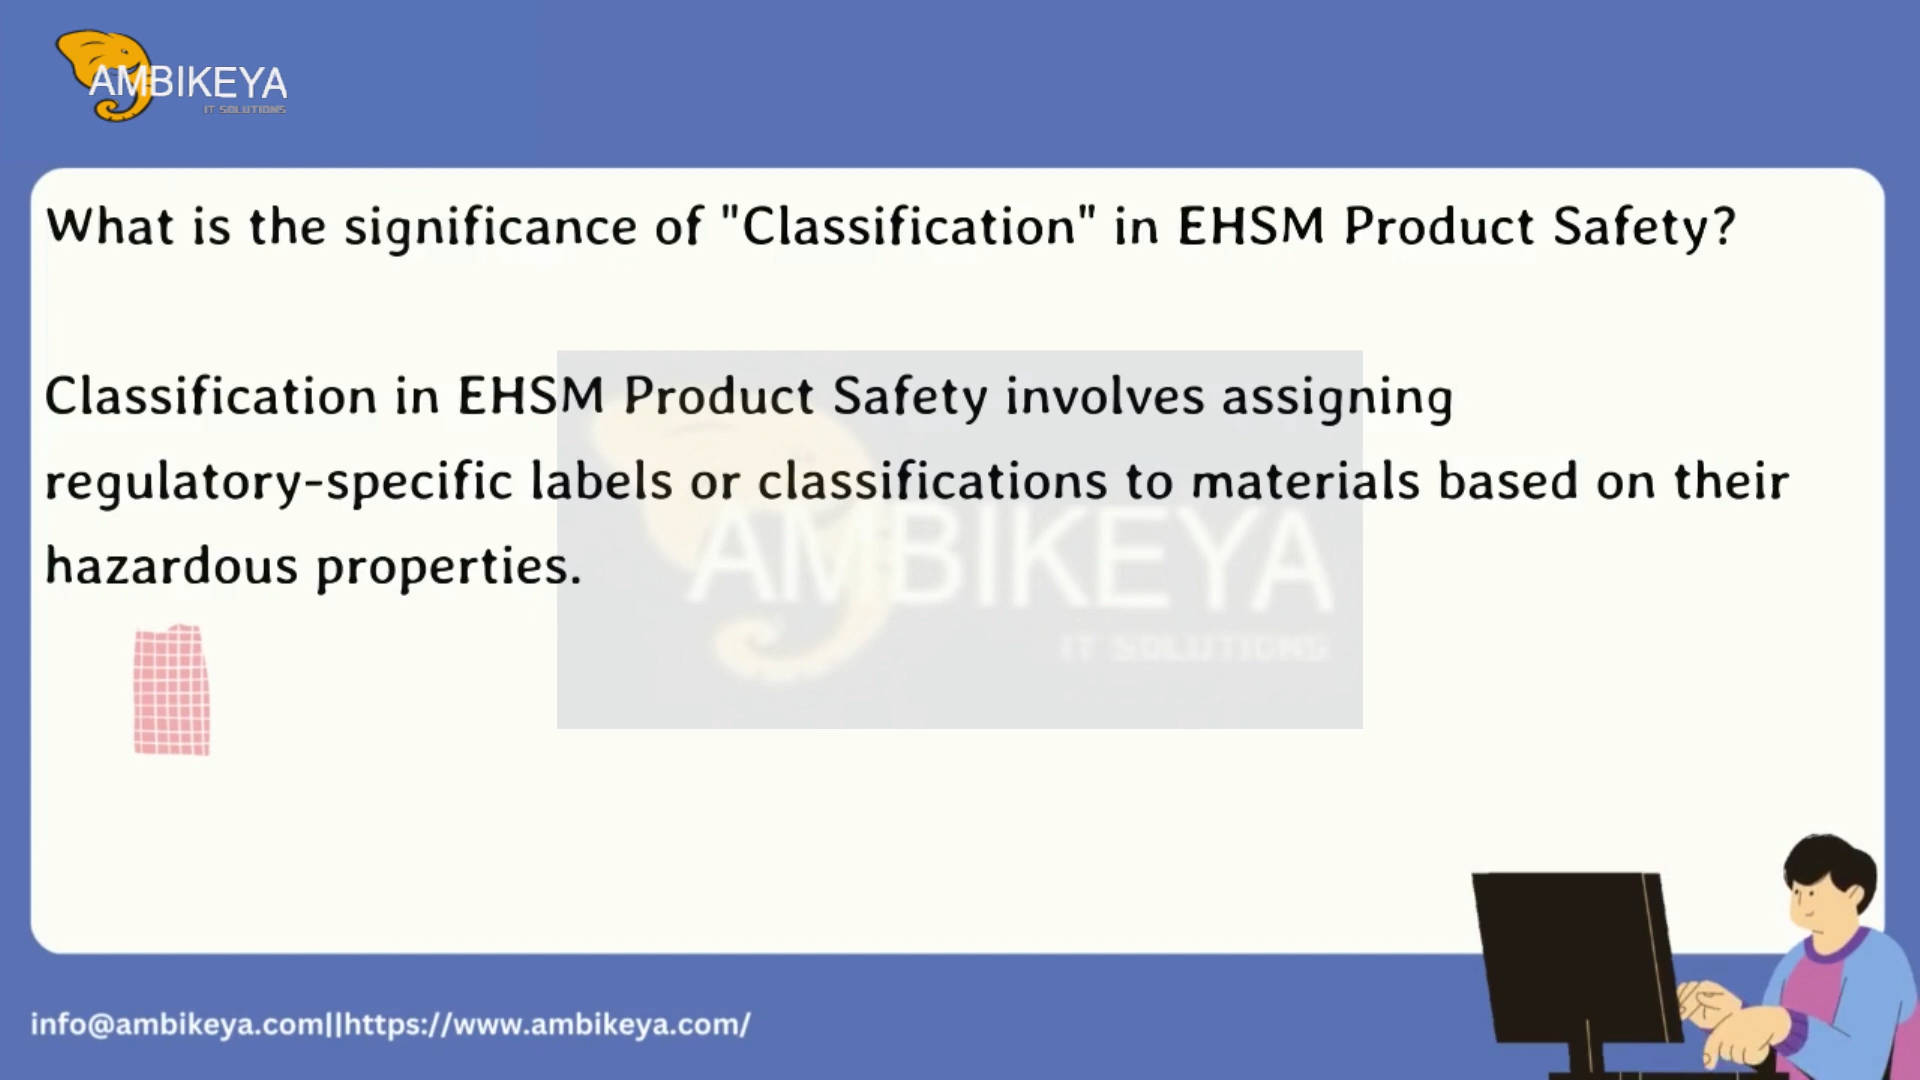 AMBIKEYA
IT SOLUTIONS
What is the significance of "Classification" in EHSM Product Safety?
Classification in EHSM Product Safety involves assigning
regulatory-specific labels or classifications to materials based on their
hazardous properties.
AMBIKEYA
IT SOLUTIONS
info@ambikeya.com||https://www.ambikeya.com/